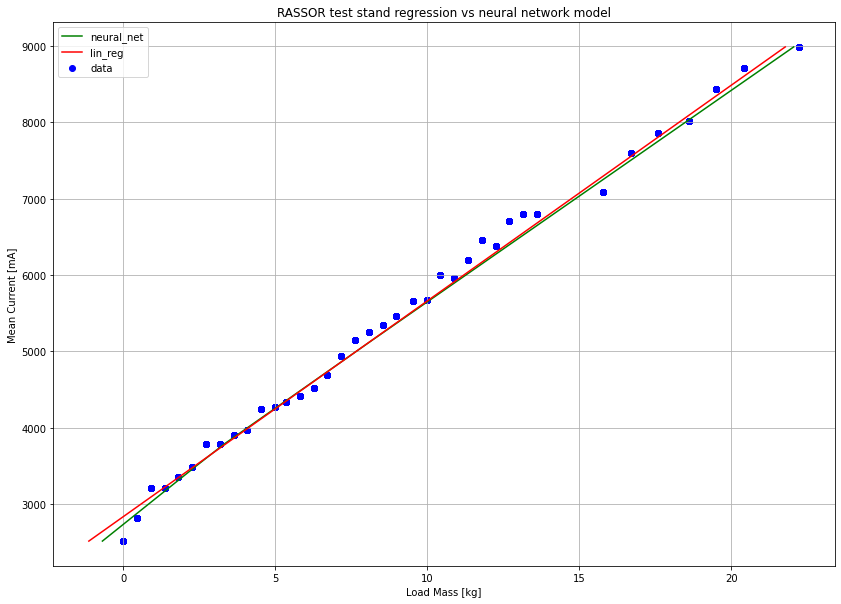 RASSOR test stand regression vs neural network model
neural_net
lin_reg
data
9000
8000
7000
6000
5000
4000
3000
Mean Current [mA]
0
5
10
15
20
Load Mass [kg]